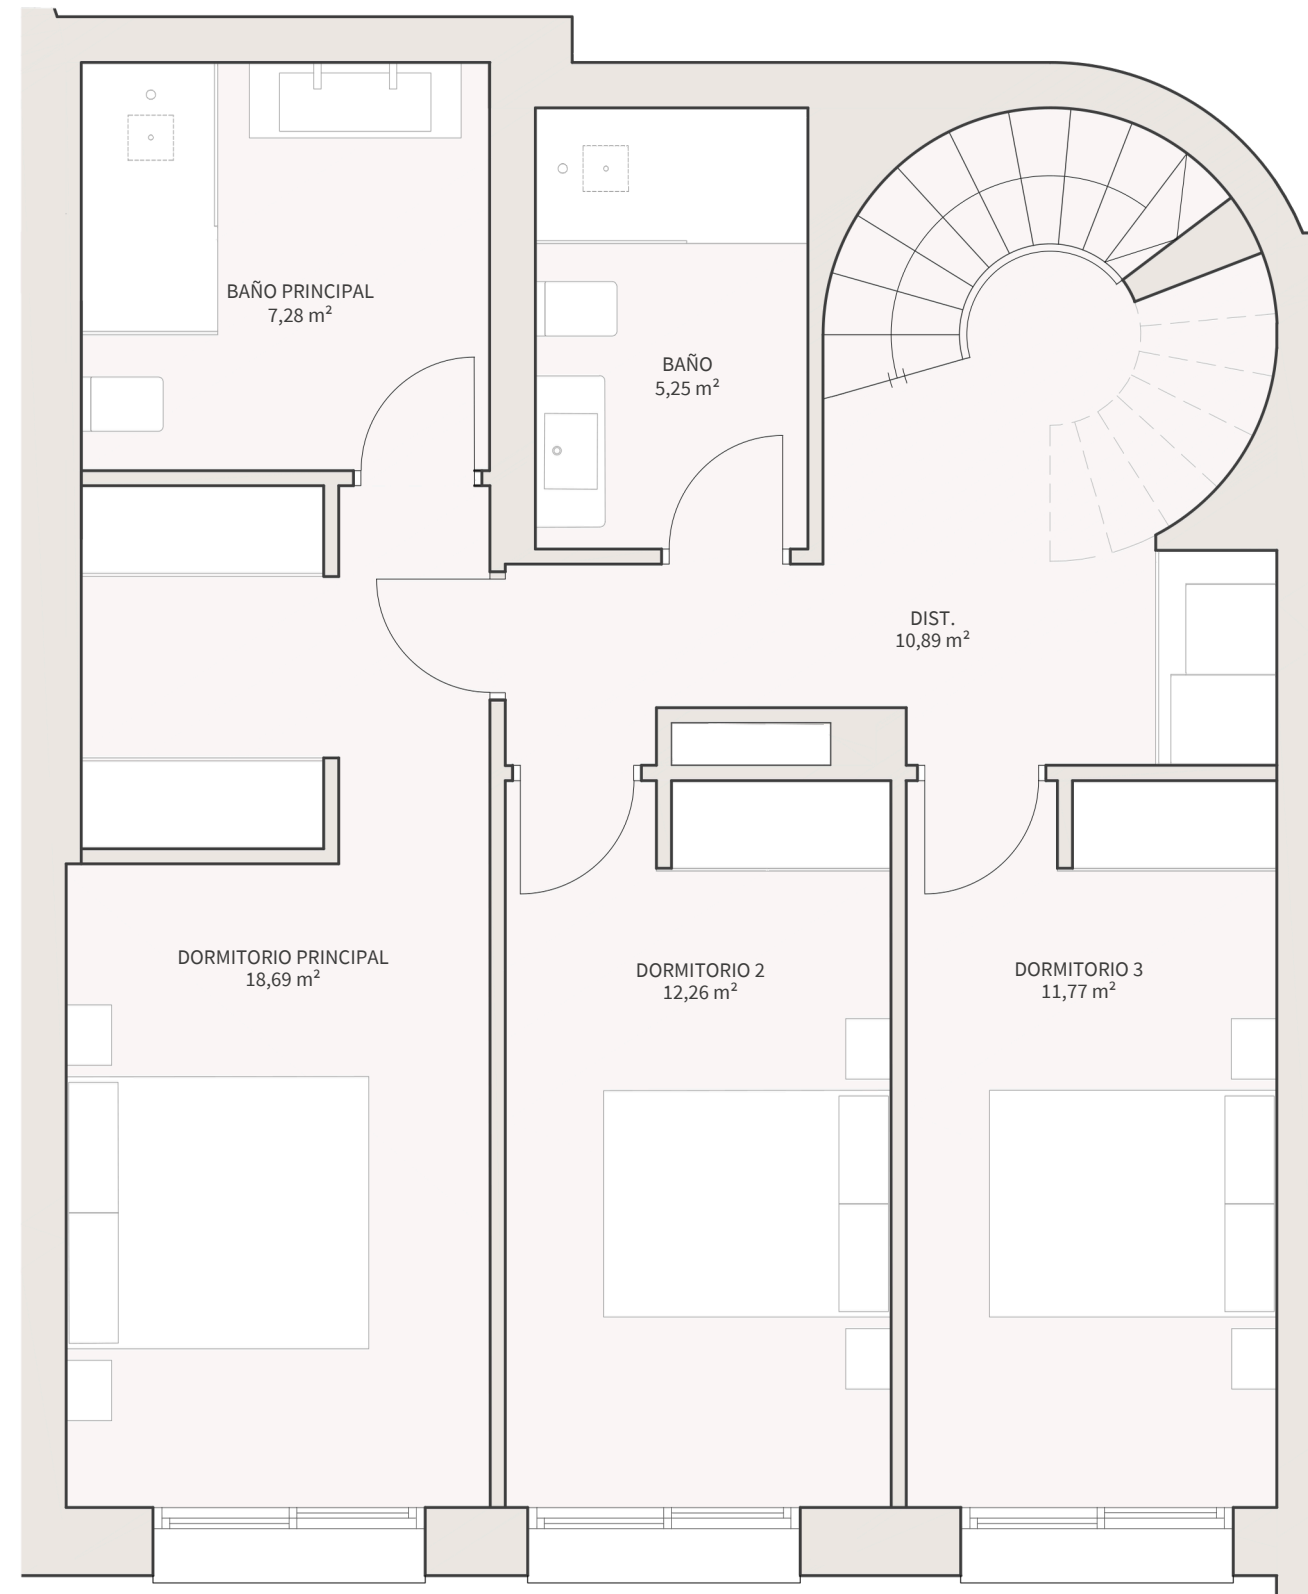 BAÑO PRINCIPAL
7,28 m²
BAÑO
5,25 m²
DIST.
10,89 m²
DORMITORIO PRINCIPAL
18,69 m²
DORMITORIO 2
12,26 m²
DORMITORIO 3
11,77 m²